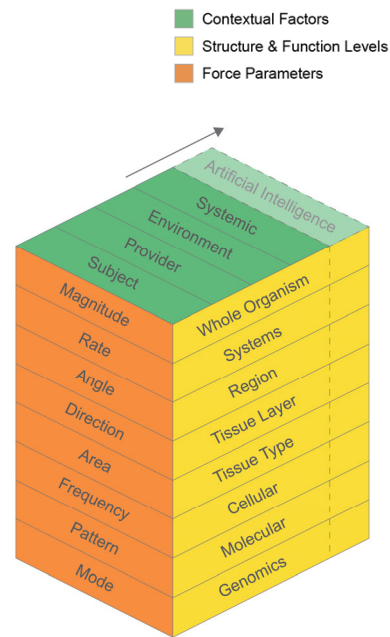 Contextual Factors
Structure & Function Levels
Force Parameters
Artificial Intelligence
Systemic
Environment
Provider
Subject
Magnitude
Rate
Angle
Direction
Area
Frequency
Pattern
Mode
Whole Organism
Systems
Region
Tissue Layer
Tissue Type
Cellular
Molecular
Genomics